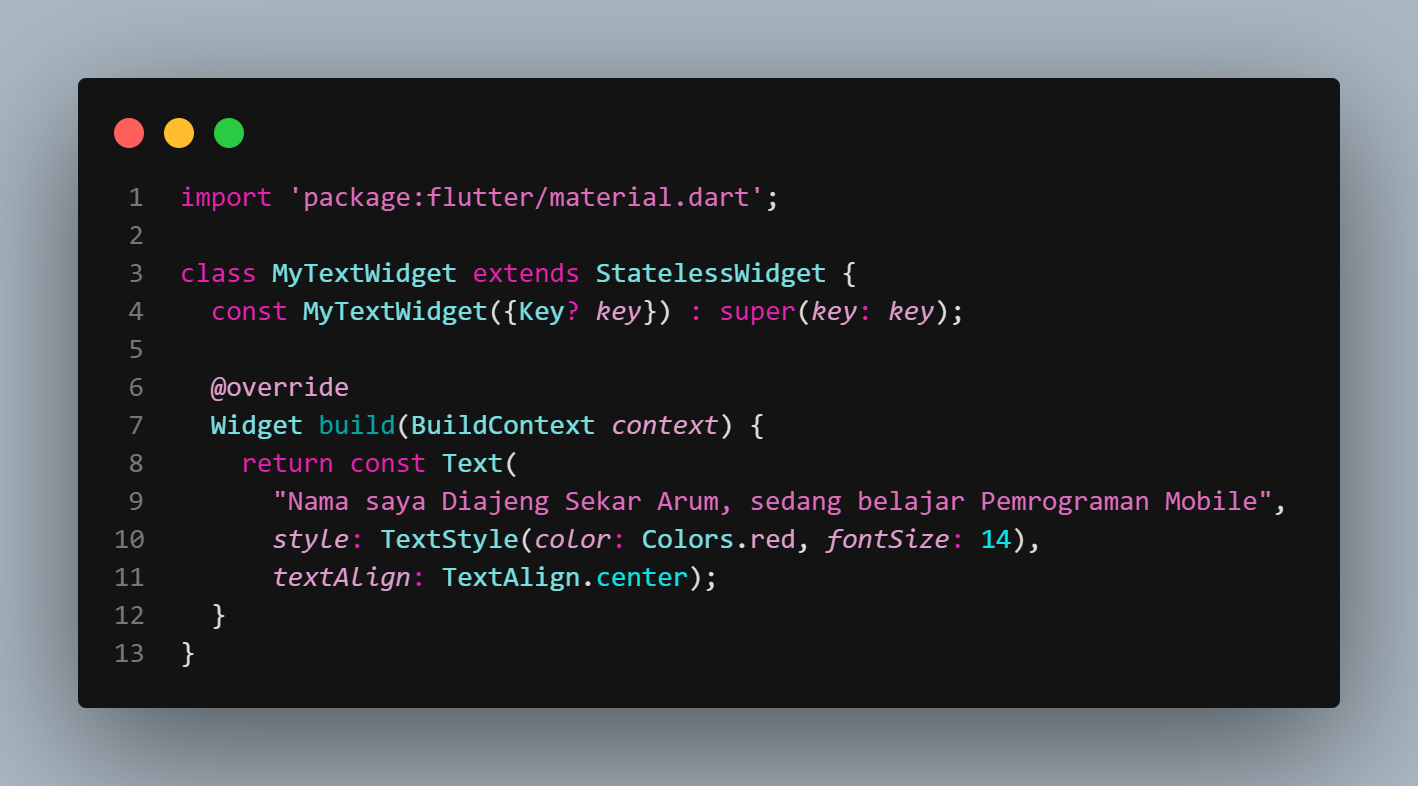 1 import 'package:flutter/material.dart';
2
3 class MyTextWidget extends StatelessWidget {
4   const MyTextWidget({Key? key}) : super(key: key);
5
6   @override
7   Widget build(BuildContext context) {
8     return const Text(
9       "Nama saya Diajeng Sekar Arum, sedang belajar Pemrograman Mobile",
10       style: TextStyle(color: Colors.red, fontSize: 14),
11       textAlign: TextAlign.center);
12   }
13 }